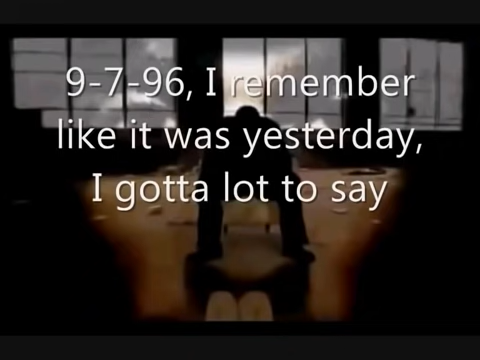 9-7-96, I remember
like it was yesterday,
I gotta lot to say